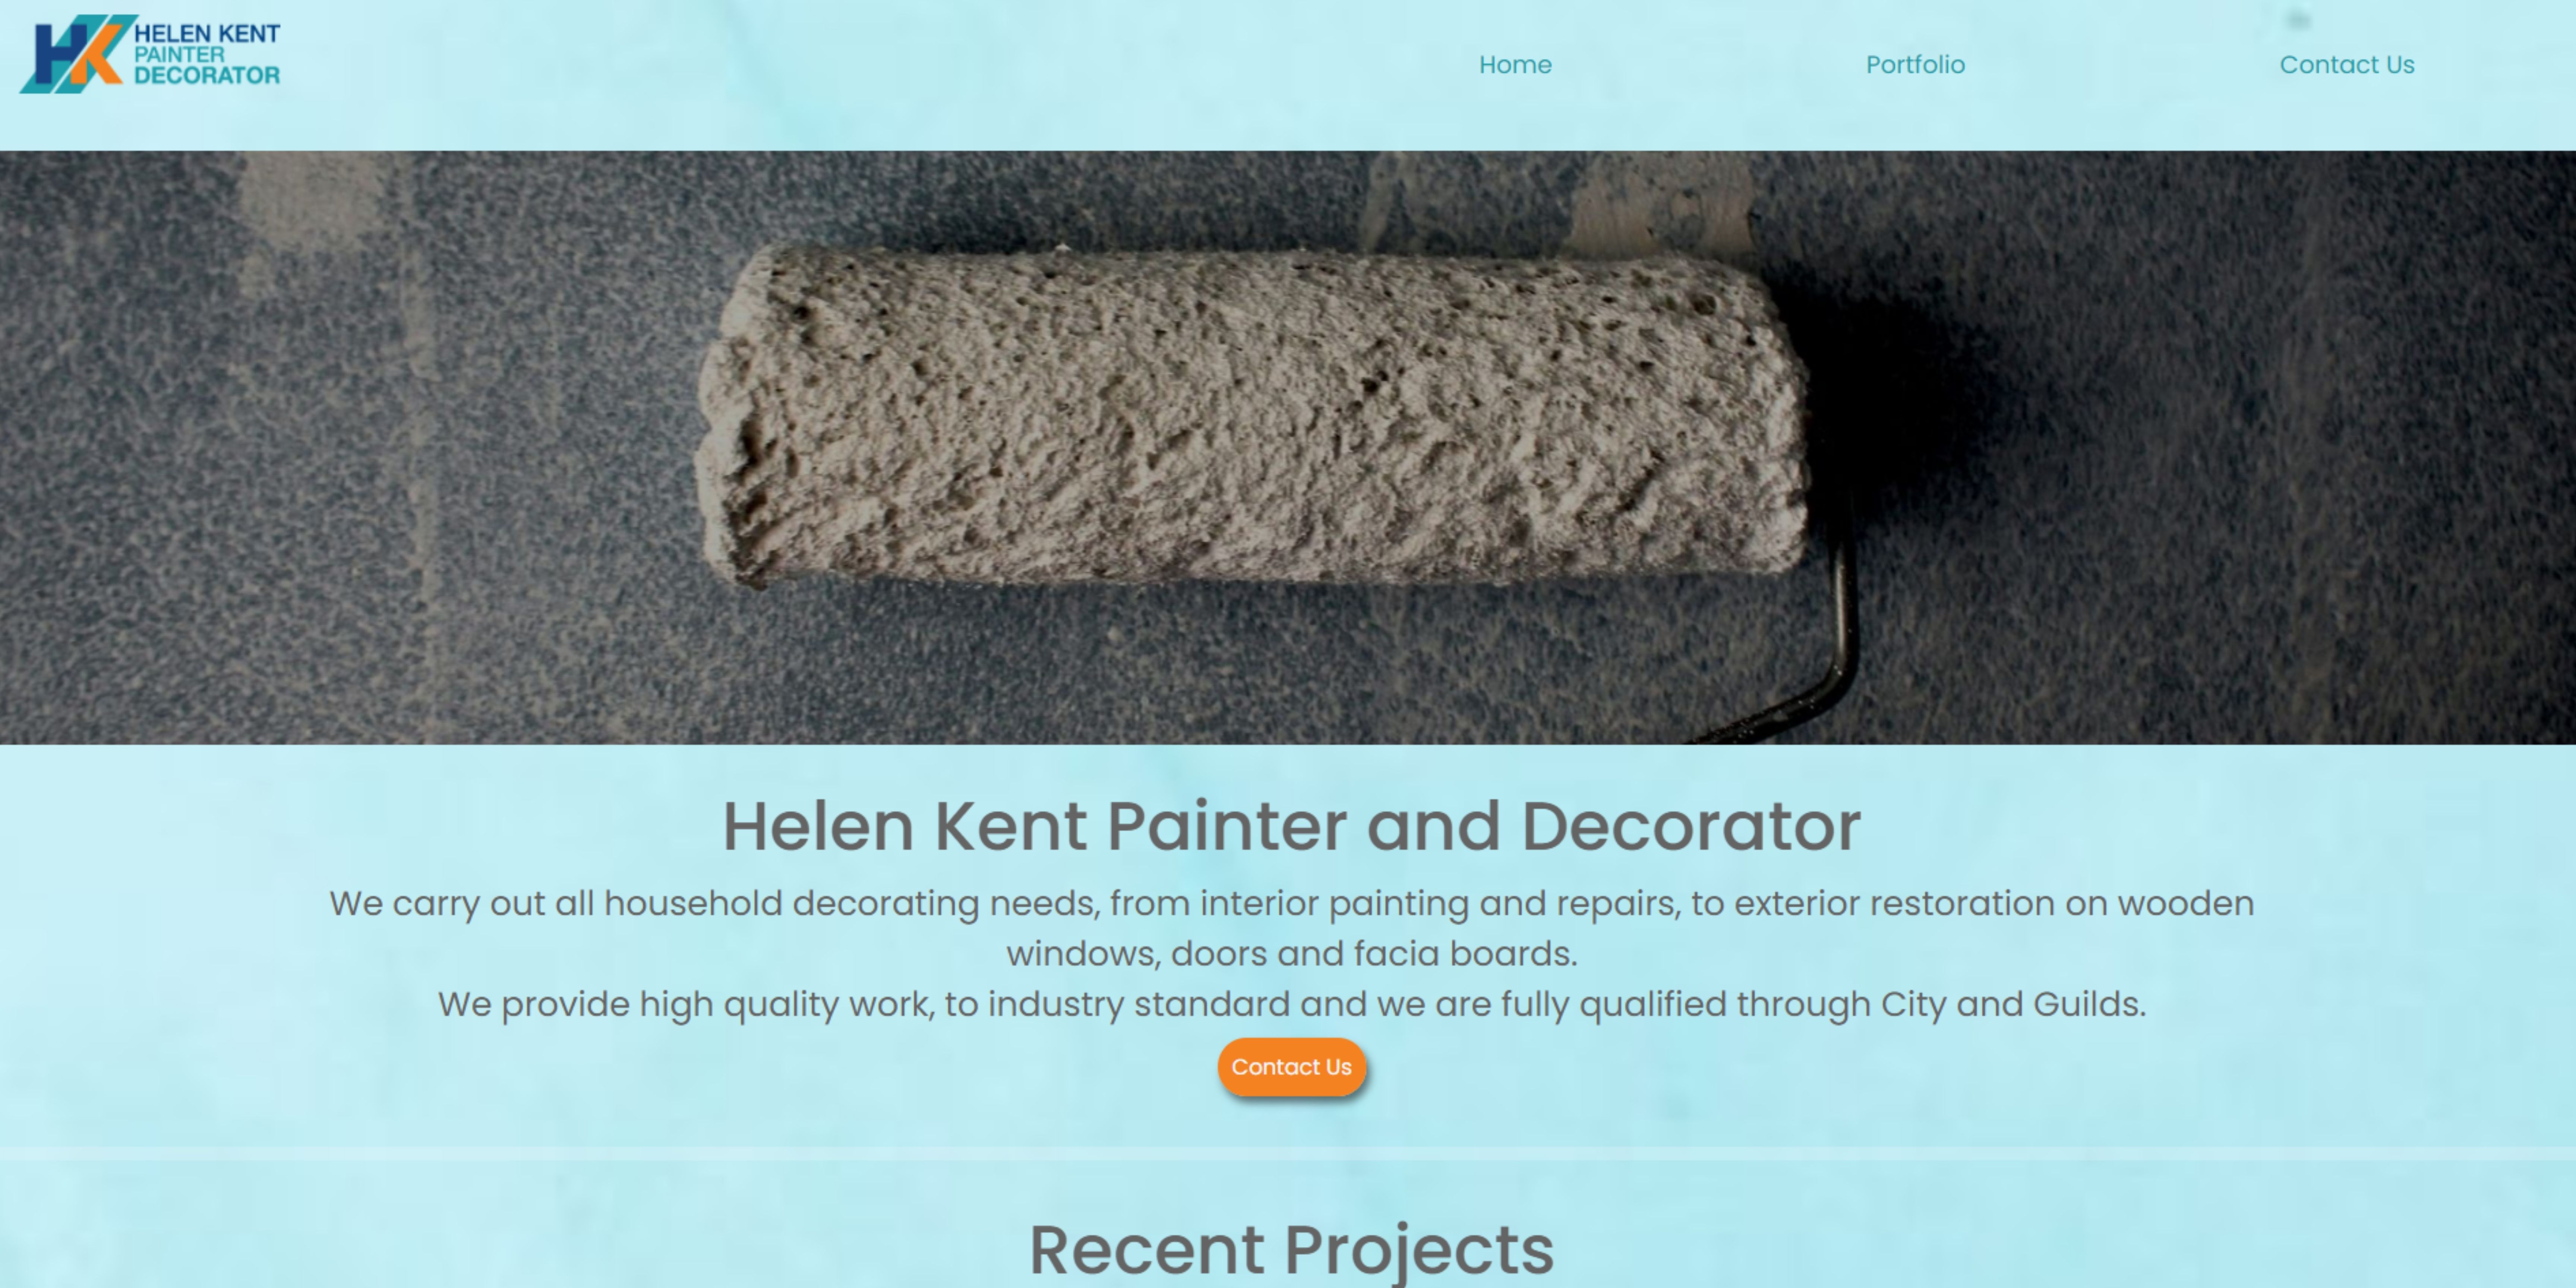 HELEN KENT
PAINTER
DECORATOR
Home
Portfolio
Contact Us
Helen Kent Painter and Decorator
We carry out all household decorating needs, from interior painting and repairs, to exterior restoration on wooden
windows, doors and facia boards.
We provide high quality work, to industry standard and we are fully qualified through City and Guilds.
Contact Us
Recent Projects